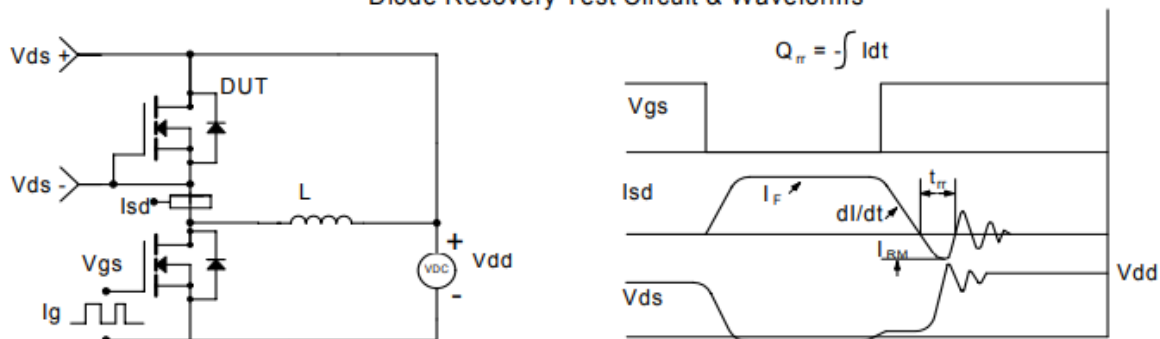 Diode Recovery Test Circuit & Waveforms
Vds +
DUT
Vds -
Isd
L
Vgs
Ig
VDC
+
Vdd
-
Q rr = -∫ Idt
Vgs
Isd
I F
dI/dt
t rr
I RM
Vds
Vdd